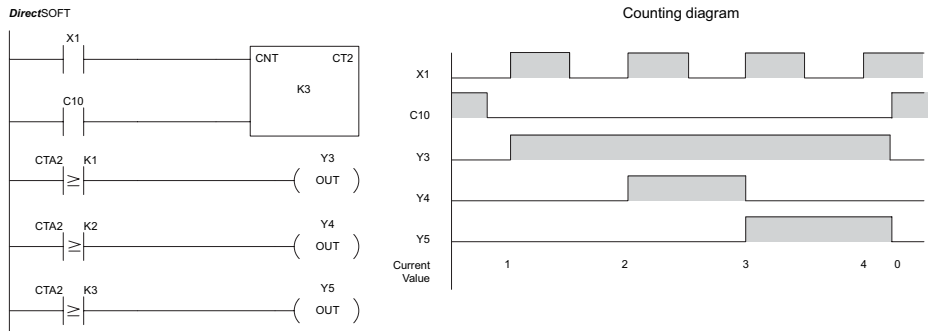 DirectSOFT
X1
CNT CT2
K3
C10
CTA2 K1
≥
Y3
OUT
CTA2 K2
≥
Y4
OUT
CTA2 K3
≥
Y5
OUT
Counting diagram
X1
C10
Y3
Y4
Y5
Current
Value
1 2 3 4 0